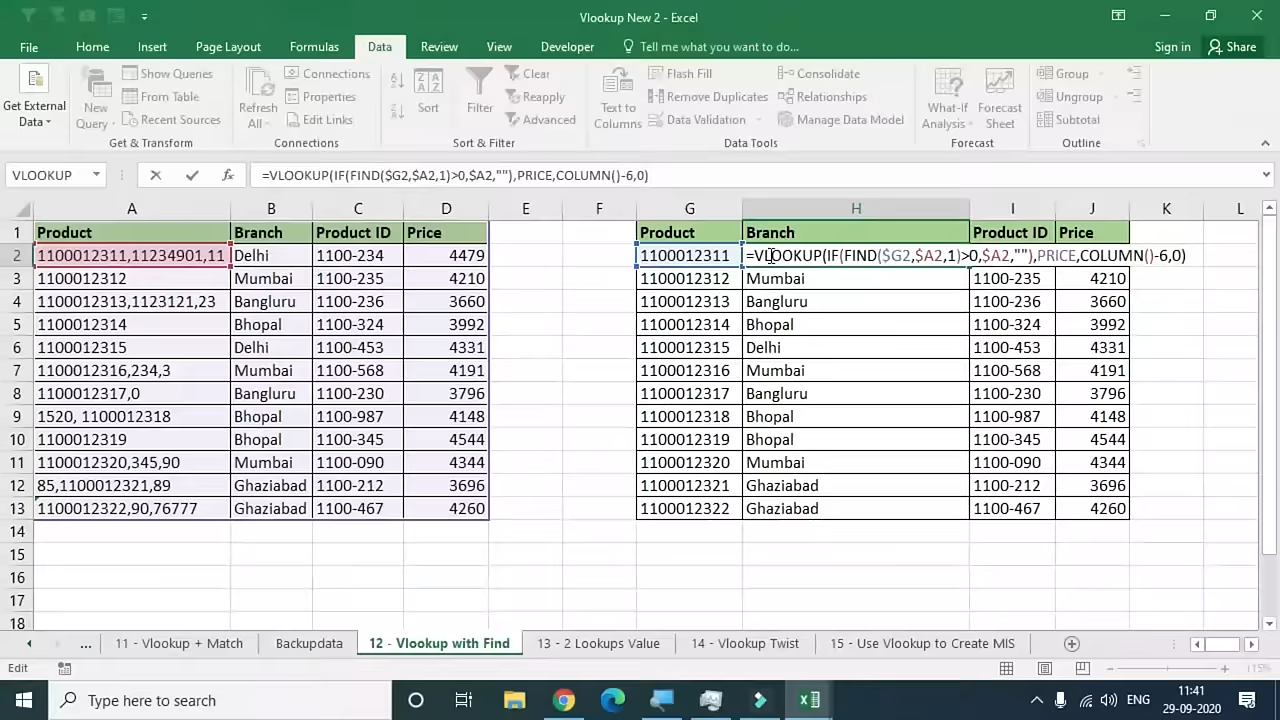 Vlookup New 2 - Excel
File Home Insert Page Layout Formulas Data Review View Developer Tell me what you want to do... Sign in Share
Get External Data
New Query
Show Queries
From Table
Recent Sources
Get & Transform
Refresh All
Connections
Properties
Edit Links
Connections
Sort
Filter
Clear
Reapply
Advanced
Sort & Filter
Text to Columns
Flash Fill
Remove Duplicates
Data Validation
Consolidate
Relationships
Manage Data Model
Data Tools
What-If Analysis
Forecast Sheet
Forecast
Group
Ungroup
Subtotal
Outline
VLOOKUP fx =VLOOKUP(IF(FIND($G2,$A2,1)>0,$A2,""),PRICE,COLUMN()-6,0)
A B C D E F G H I J K L
1 Product Branch Product ID Price Product Branch Product ID Price
2 1100012311,11234901,11 Delhi 1100-234 4479 1100012311 =VLOOKUP(IF(FIND($G2,$A2,1)>0,$A2,""),PRICE,COLUMN()-6,0)
3 1100012312 Mumbai 1100-235 4210 1100012312 Mumbai 1100-235 4210
4 1100012313,1123121,23 Bangluru 1100-236 3660 1100012313 Bangluru 1100-236 3660
5 1100012314 Bhopal 1100-324 3992 1100012314 Bhopal 1100-324 3992
6 1100012315 Delhi 1100-453 4331 1100012315 Delhi 1100-453 4331
7 1100012316,234,3 Mumbai 1100-568 4191 1100012316 Mumbai 1100-568 4191
8 1100012317,0 Bangluru 1100-230 3796 1100012317 Bangluru 1100-230 3796
9 1520, 1100012318 Bhopal 1100-987 4148 1100012318 Bhopal 1100-987 4148
10 1100012319 Bhopal 1100-345 4544 1100012319 Bhopal 1100-345 4544
11 1100012320,345,90 Mumbai 1100-090 4344 1100012320 Mumbai 1100-090 4344
12 85,1100012321,89 Ghaziabad 1100-212 3696 1100012321 Ghaziabad 1100-212 3696
13 1100012322,90,76777 Ghaziabad 1100-467 4260 1100012322 Ghaziabad 1100-467 4260
14
15
16
17
18
... 11 - Vlookup + Match Backupdata 12 - Vlookup with Find 13 - 2 Lookups Value 14 - Vlookup Twist 15 - Use Vlookup to Create MIS
Edit 115%
Type here to search ENG 11:41
29-09-2020